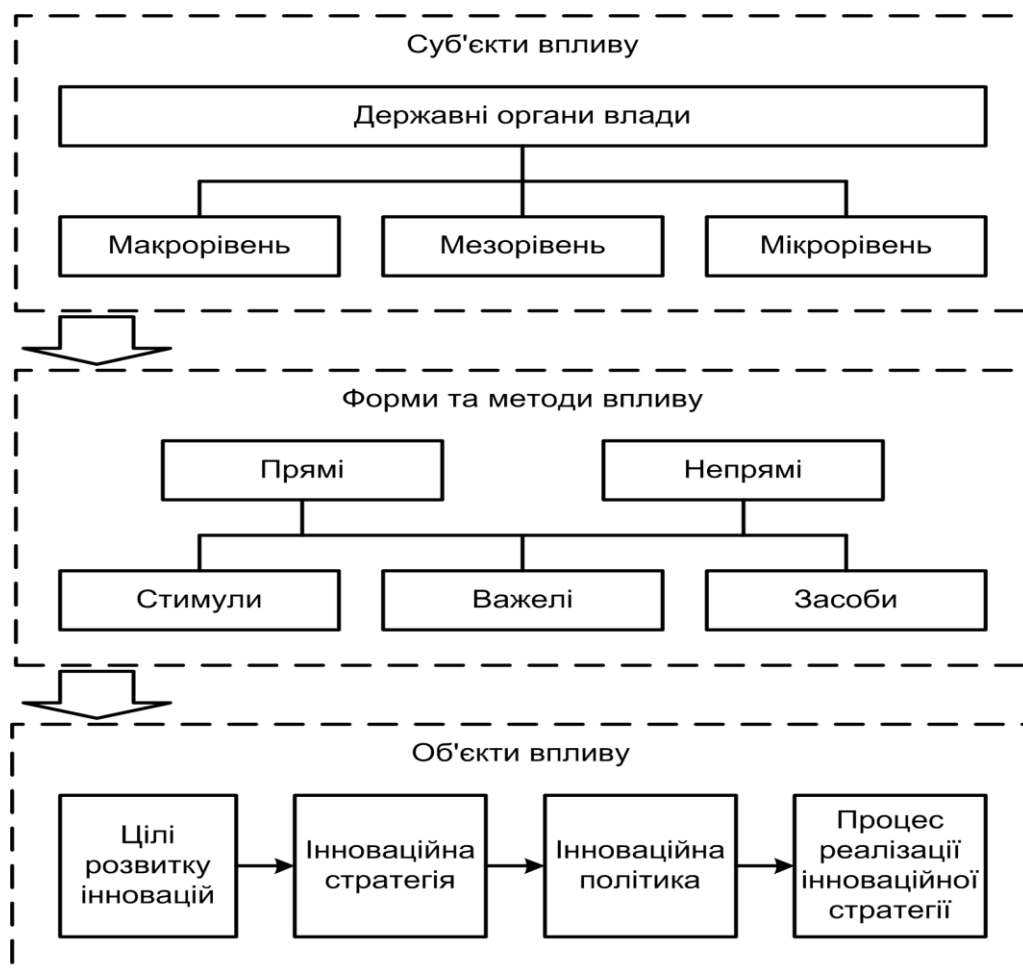 Суб'єкти впливу
Державні органи влади
Макрорівень
Мезорівень
Мікрорівень
Форми та методи впливу
Прямі
Непрямі
Стимули
Важелі
Засоби
Об'єкти впливу
Цілі
розвитку
інновацій
Інноваційна
стратегія
Інноваційна
політика
Процес
реалізації
інноваційної
стратегії